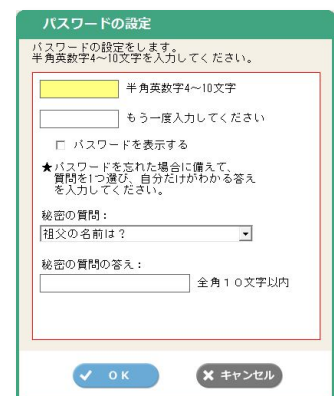 パスワードの設定
パスワードの設定をします。
半角英数字4～10文字を入力してください。
半角英数字4～10文字
もう一度入力してください
パスワードを表示する
★パスワードを忘れた場合に備えて、
質問を1つ選び、自分だけがわかる答え
を入力してください。
秘密の質問：
祖父の名前は？
秘密の質問の答え：
全角１０文字以内
ＯＫ
キャンセル